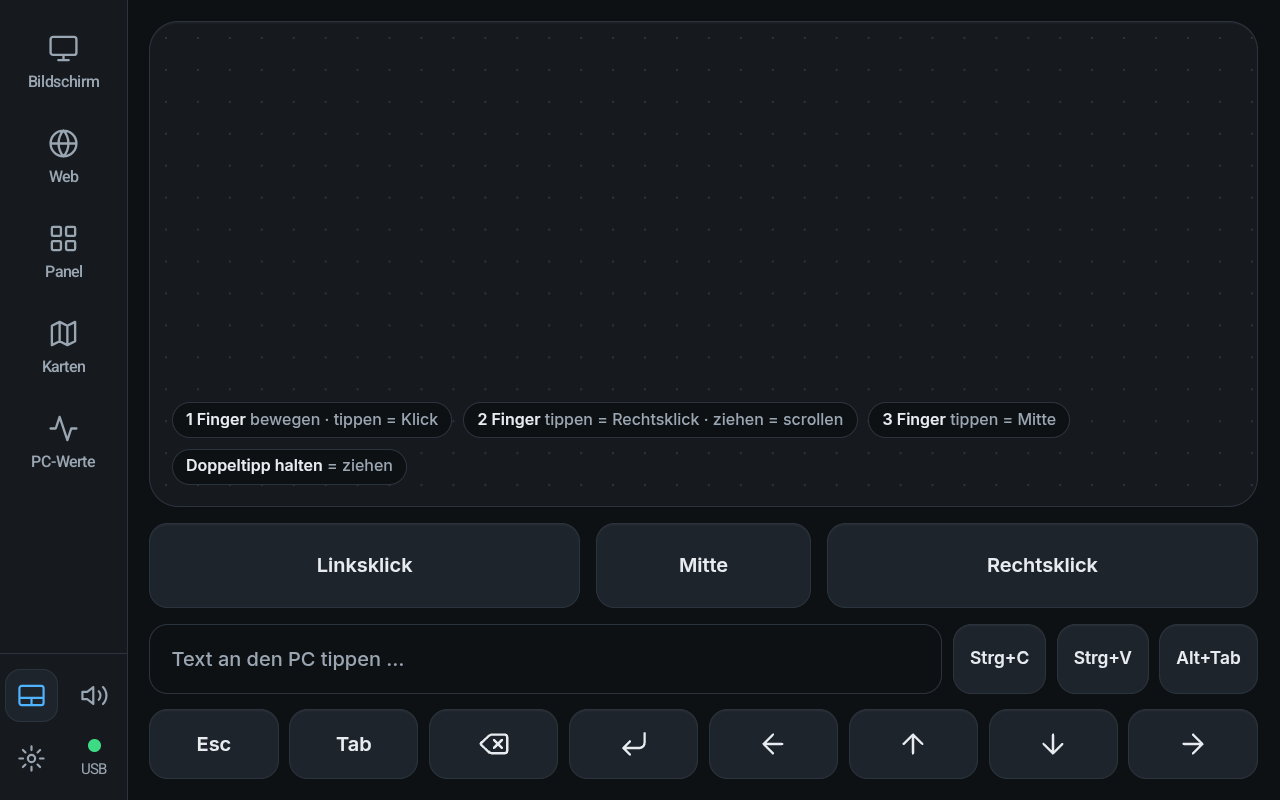 Bildschirm
Web
Panel
Karten
PC-Werte
USB
1 Finger bewegen · tippen = Klick
2 Finger tippen = Rechtsklick · ziehen = scrollen
3 Finger tippen = Mitte
Doppeltipp halten = ziehen
Linksklick
Mitte
Rechtsklick
Text an den PC tippen ...
Strg+C
Strg+V
Alt+Tab
Esc
Tab